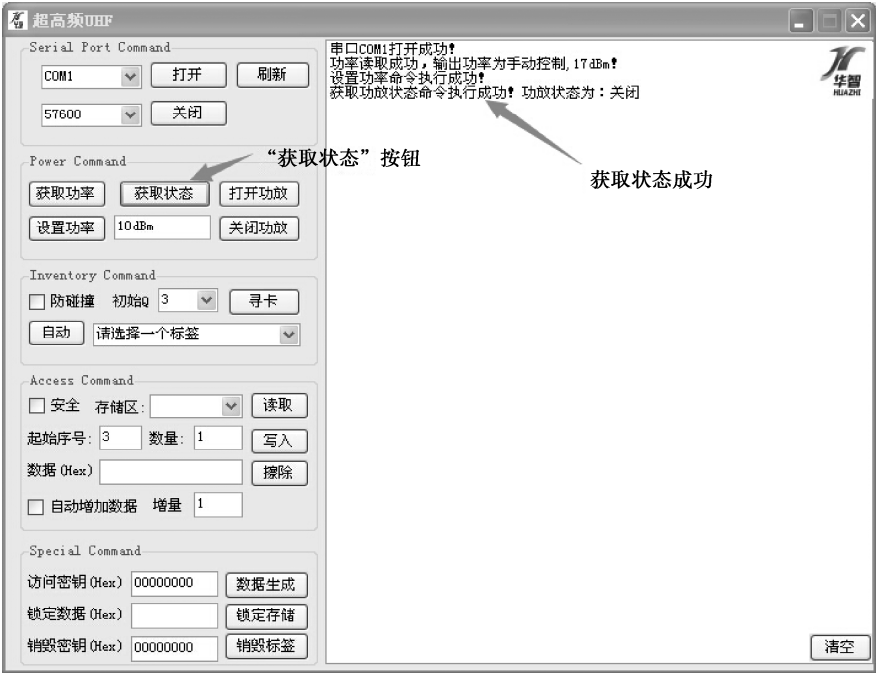 超高频UHF
Serial Port Command
COM1 打开 刷新
57600 关闭
Power Command
获取功率 获取状态 打开功放
设置功率 10dBm 关闭功放
Inventory Command
防碰撞 初始Q 3 寻卡
自动 请选择一个标签
Access Command
安全 存储区: 读取
起始序号: 3 数量: 1 写入
数据(Hex) 擦除
自动增加数据 增量 1
Special Command
访问密钥(Hex) 00000000 数据生成
锁定数据(Hex) 锁定存储
销毁密钥(Hex) 00000000 销毁标签
串口COM1打开成功!
功率读取成功，输出功率为手动控制,17dBm!
设置功率命令执行成功!
获取功放状态命令执行成功! 功放状态为：关闭
华智
HUAZHI
“获取状态”按钮
获取状态成功
清空